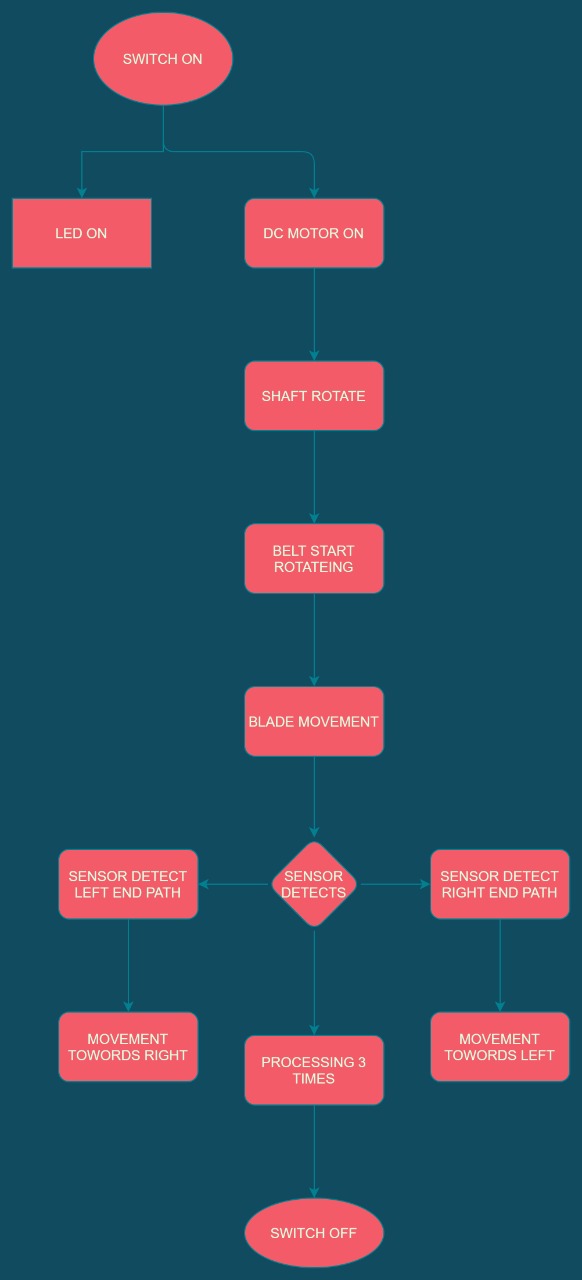 SWITCH ON
LED ON
DC MOTOR ON
SHAFT ROTATE
BELT START
ROTATEING
BLADE MOVEMENT
SENSOR DETECT
LEFT END PATH
SENSOR
DETECTS
SENSOR DETECT
RIGHT END PATH
MOVEMENT
TOWORDS RIGHT
PROCESSING 3
TIMES
MOVEMENT
TOWORDS LEFT
SWITCH OFF